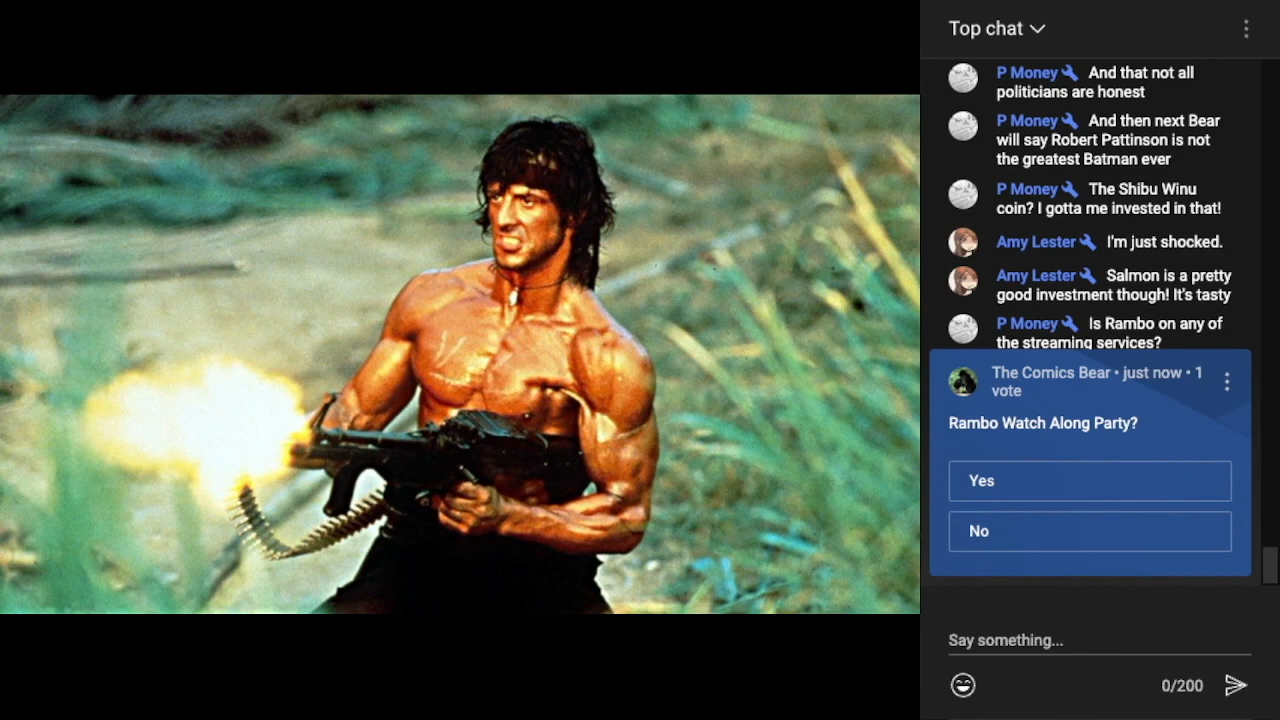 Top chat
P Money And that not all
politicians are honest
P Money And then next Bear
will say Robert Pattinson is not
the greatest Batman ever
P Money The Shibu Winu
coin? I gotta me invested in that!
Amy Lester I'm just shocked.
Amy Lester Salmon is a pretty
good investment though! It's tasty
P Money Is Rambo on any of
the streaming services?
The Comics Bear • just now • 1
vote
Rambo Watch Along Party?
Yes
No
Say something...
0/200